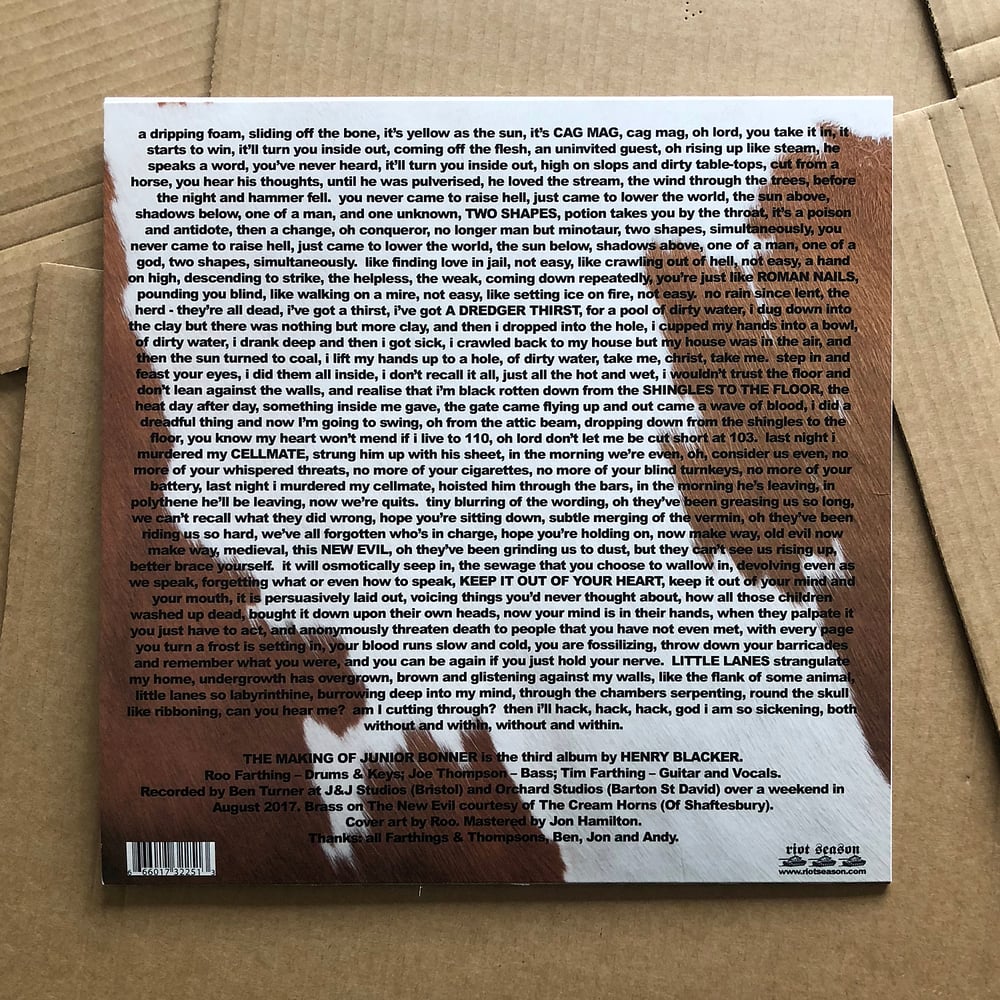 a dripping foam, sliding off the bone, it's yellow as the sun, it's CAG MAG, cag mag, oh lord, you take it in, it
starts to win, it'll turn you inside out, coming off the flesh, an uninvited guest, oh rising up like steam, he
speaks a word, you've never heard, it'll turn you inside out, high on slops and dirty table-tops, cut from a
horse, you hear his thoughts, until he was pulverised, he loved the stream, the wind through the trees, before
the night and hammer fell. you never came to raise hell, just came to lower the world, the sun above,
shadows below, one of a man, and one unknown, TWO SHAPES, potion takes you by the throat, it's a poison
and antidote, then a change, oh conqueror, no longer man but minotaur, two shapes, simultaneously, you
never came to raise hell, just came to lower the world, the sun below, shadows above, one of a man, one of a
god, two shapes, simultaneously. like finding love in jail, not easy, like crawling out of hell, not easy, a hand
on high, descending to strike, the helpless, the weak, coming down repeatedly, you're just like ROMAN NAILS,
pounding you blind, like walking on a mire, not easy, like setting ice on fire, not easy. no rain since lent, the
herd - they're all dead, i've got a thirst, i've got A DREDGER THIRST, for a pool of dirty water, i dug down into
the clay but there was nothing but more clay, and then i dropped into the hole, i cupped my hands into a bowl,
of dirty water, i drank deep and then i got sick, i crawled back to my house but my house was in the air, and
then the sun turned to coal, i lift my hands up to a hole, of dirty water, take me, christ, take me. step in and
feast your eyes, i did them all inside, i don't recall it all, just all the hot and wet, i wouldn't trust the floor and
don't lean against the walls, and realise that i'm black rotten down from the SHINGLES TO THE FLOOR, the
heat day after day, something inside me gave, the gate came flying up and out came a wave of blood, i did a
dreadful thing and now I'm going to swing, oh from the attic beam, dropping down from the shingles to the
floor, you know my heart won't mend if i live to 110, oh lord don't let me be cut short at 103. last night i
murdered my CELLMATE, strung him up with his sheet, in the morning we're even, oh, consider us even, no
more of your whispered threats, no more of your cigarettes, no more of your blind turnkeys, no more of your
battery, last night i murdered my cellmate, hoisted him through the bars, in the morning he's leaving, in
polythene he'll be leaving, now we're quits. tiny blurring of the wording, oh they've been greasing us so long,
we can't recall what they did wrong, hope you're sitting down, subtle merging of the vermin, oh they've been
riding us so hard, we've all forgotten who's in charge, hope you're holding on, now make way, old evil now
make way, medieval, this NEW EVIL, oh they've been grinding us to dust, but they can't see us rising up,
better brace yourself. it will osmotically seep in, the sewage that you choose to wallow in, devolving even as
we speak, forgetting what or even how to speak, KEEP IT OUT OF YOUR HEART, keep it out of your mind and
your mouth, it is persuasively laid out, voicing things you'd never thought about, how all those children
washed up dead, bought it down upon their own heads, now your mind is in their hands, when they palpate it
you just have to act, and anonymously threaten death to people that you have not even met, with every page
you turn a frost is setting in, your blood runs slow and cold, you are fossilizing, throw down your barricades
and remember what you were, and you can be again if you just hold your nerve. LITTLE LANES strangulate
my home, undergrowth has overgrown, brown and glistening against my walls, like the flank of some animal,
little lanes so labyrinthine, burrowing deep into my mind, through the chambers serpenting, round the skull
like ribboning, can you hear me? am I cutting through? then i'll hack, hack, hack, god i am so sickening, both
without and within, without and within.
THE MAKING OF JUNIOR BONNER is the third album by HENRY BLACKER.
Roo Farthing – Drums & Keys; Joe Thompson – Bass; Tim Farthing – Guitar and Vocals.
Recorded by Ben Turner at J&J Studios (Bristol) and Orchard Studios (Barton St David) over a weekend in
August 2017. Brass on The New Evil courtesy of The Cream Horns (Of Shaftesbury).
Cover art by Roo. Mastered by Jon Hamilton.
Thanks: all Farthings & Thompsons, Ben, Jon and Andy.
riot season
www.riotseason.com
6 66017 32251 3